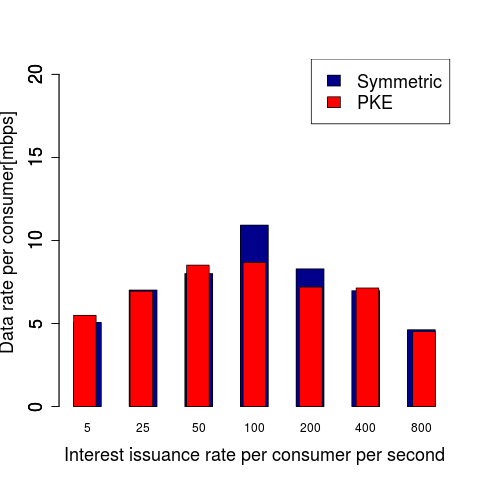 Symmetric
PKE
Data rate per consumer[mbps]
20
15
10
5
0
5 25 50 100 200 400 800
Interest issuance rate per consumer per second